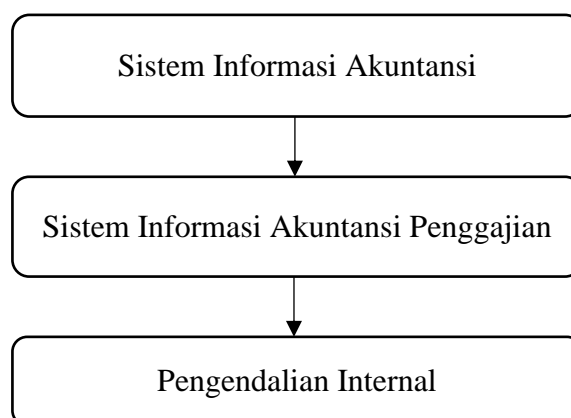 Sistem Informasi Akuntansi
Sistem Informasi Akuntansi Penggajian
Pengendalian Internal